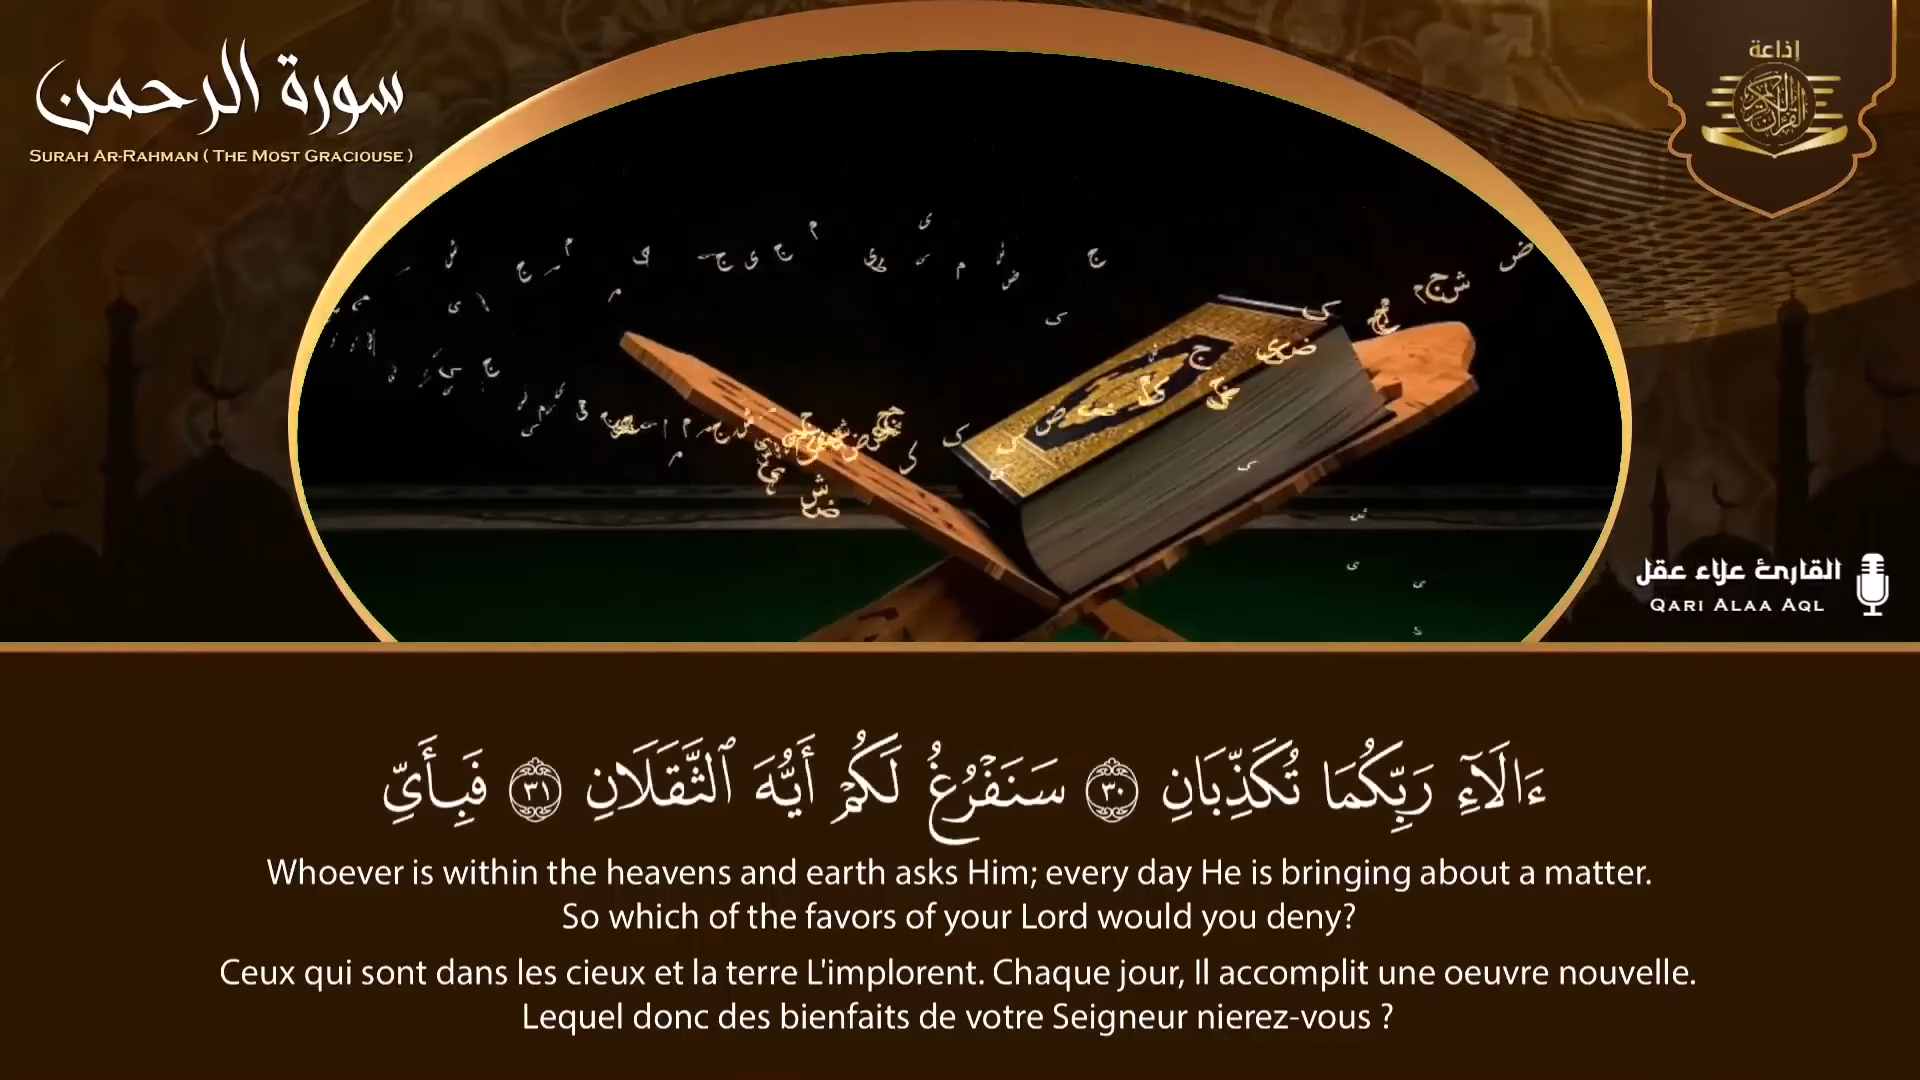 سورة الرحمن
SURAH AR-RAHMAN ( THE MOST GRACIOUSE )
إذاعة
القرآن الكريم
القارئ علاء عقل
QARI ALAA AQL
ءَالَآءِ رَبِّكُمَا تُكَذِّبَانِ ٣٠ سَنَفْرُغُ لَكُمْ أَيُّهَ ٱلثَّقَلَانِ ٣١ فَبِأَىِّ
Whoever is within the heavens and earth asks Him; every day He is bringing about a matter.
So which of the favors of your Lord would you deny?
Ceux qui sont dans les cieux et la terre L'implorent. Chaque jour, Il accomplit une oeuvre nouvelle.
Lequel donc des bienfaits de votre Seigneur nierez-vous ?